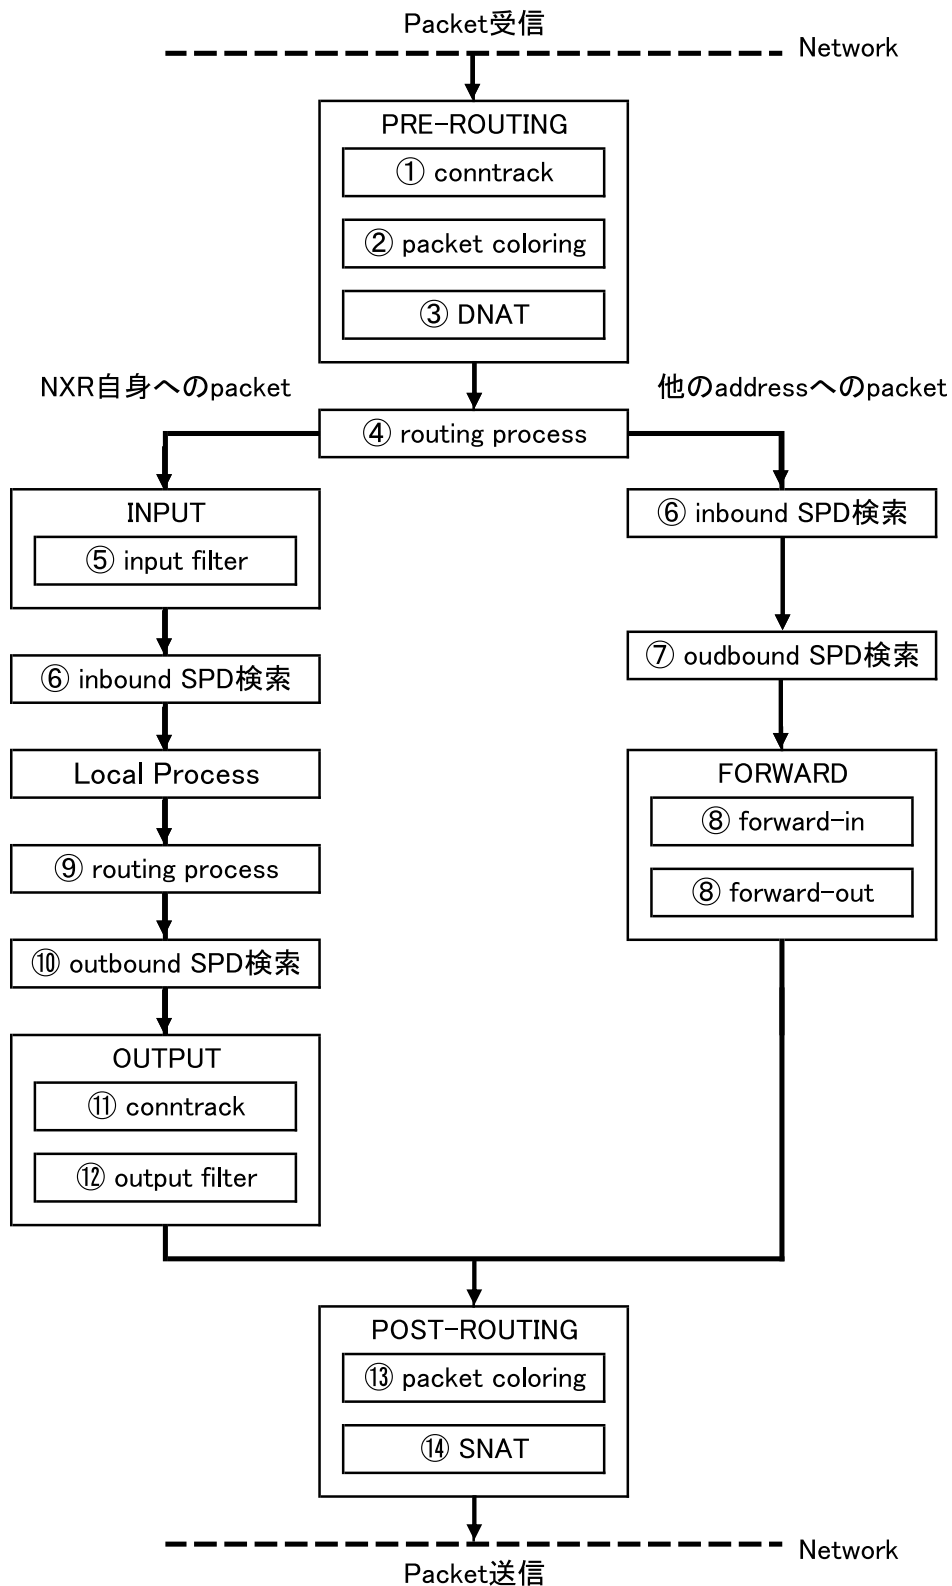 Packet受信
Network
PRE-ROUTING
① conntrack
② packet coloring
③ DNAT
NXR自身へのpacket
他のaddressへのpacket
④ routing process
INPUT
⑤ input filter
⑥ inbound SPD検索
Local Process
⑨ routing process
⑩ outbound SPD検索
OUTPUT
⑪ conntrack
⑫ output filter
⑥ inbound SPD検索
⑦ oudbound SPD検索
FORWARD
⑧ forward-in
⑧ forward-out
POST-ROUTING
⑬ packet coloring
⑭ SNAT
Network
Packet送信